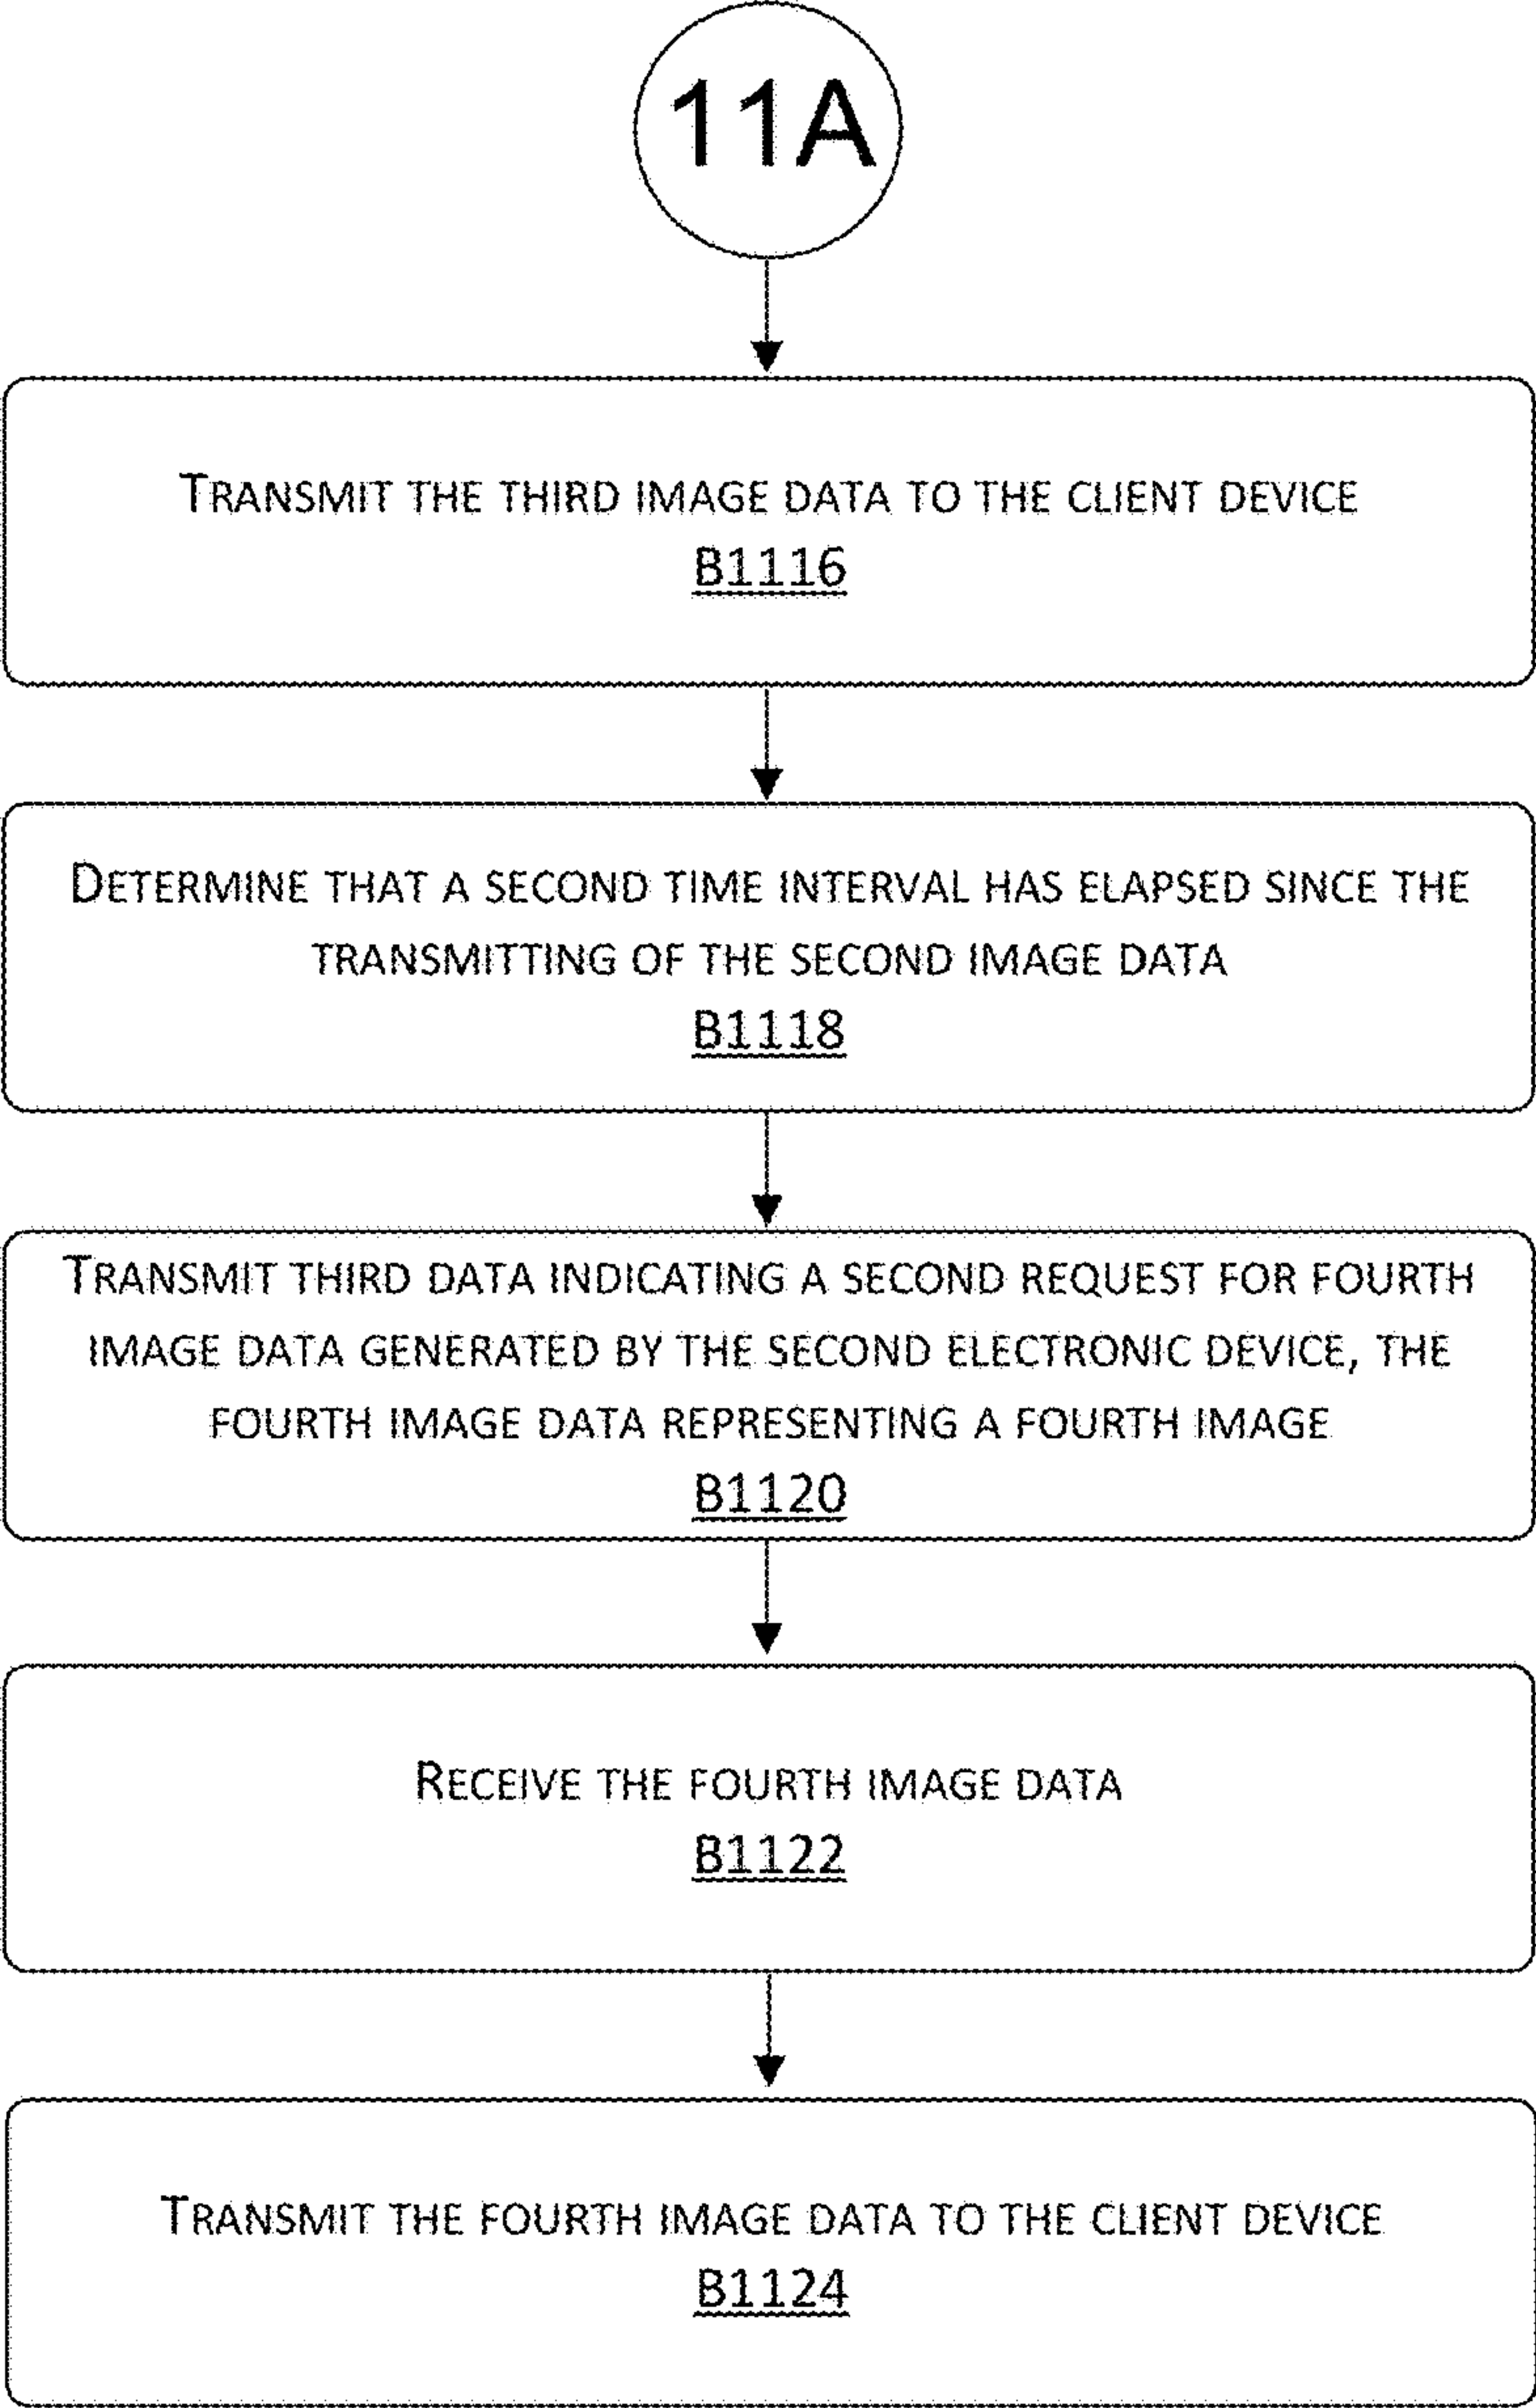 11A
TRANSMIT THE THIRD IMAGE DATA TO THE CLIENT DEVICE
B1116
DETERMINE THAT A SECOND TIME INTERVAL HAS ELAPSED SINCE THE
TRANSMITTING OF THE SECOND IMAGE DATA
B1118
TRANSMIT THIRD DATA INDICATING A SECOND REQUEST FOR FOURTH
IMAGE DATA GENERATED BY THE SECOND ELECTRONIC DEVICE, THE
FOURTH IMAGE DATA REPRESENTING A FOURTH IMAGE
B1120
RECEIVE THE FOURTH IMAGE DATA
B1122
TRANSMIT THE FOURTH IMAGE DATA TO THE CLIENT DEVICE
B1124